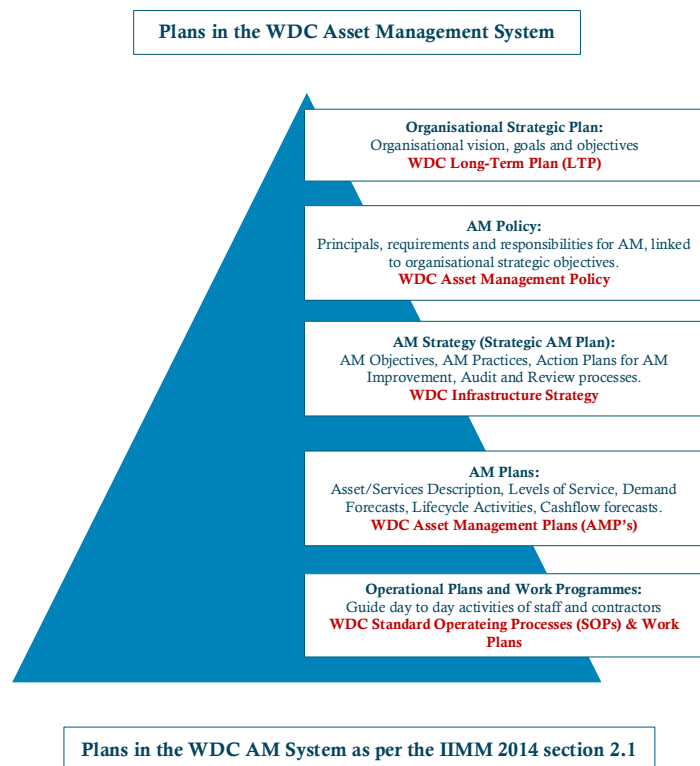 Plans in the WDC Asset Management System
Organisational Strategic Plan:
Organisational vision, goals and objectives
WDC Long-Term Plan (LTP)
AM Policy:
Principals, requirements and responsibilities for AM, linked
to organisational strategic objectives.
WDC Asset Management Policy
AM Strategy (Strategic AM Plan):
AM Objectives, AM Practices, Action Plans for AM
Improvement, Audit and Review processes.
WDC Infrastructure Strategy
AM Plans:
Asset/Services Description, Levels of Service, Demand
Forecasts, Lifecycle Activities, Cashflow forecasts.
WDC Asset Management Plans (AMP's)
Operational Plans and Work Programmes:
Guide day to day activities of staff and contractors
WDC Standard Operateing Processes (SOPs) & Work
Plans
Plans in the WDC AM System as per the IIMM 2014 section 2.1